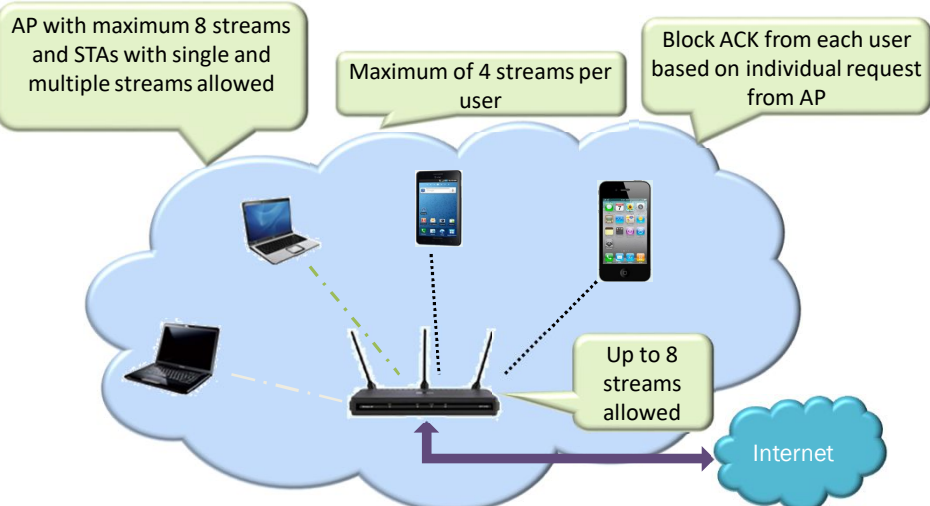 AP with maximum 8 streams
and STAs with single and
multiple streams allowed
Maximum of 4 streams per
user
Block ACK from each user
based on individual request
from AP
Up to 8
streams
allowed
Internet